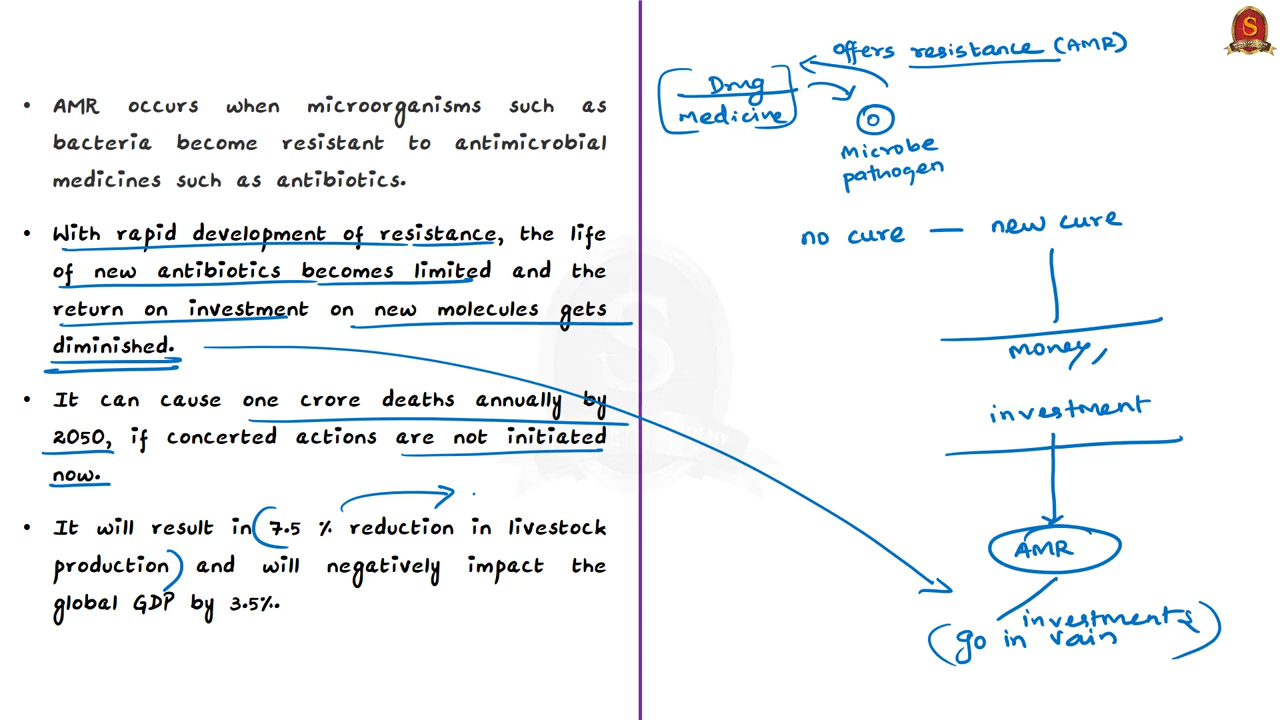 • AMR occurs when microorganisms such as
bacteria become resistant to antimicrobial
medicines such as antibiotics.
• With rapid development of resistance, the life
of new antibiotics becomes limited and the
return on investment on new molecules gets
diminished.
• It can cause one crore deaths annually by
2050, if concerted actions are not initiated
now.
• It will result in (7.5 % reduction in livestock
production) and will negatively impact the
global GDP by 3.5%.
offers resistance (AMR)
[Drug
medicine]
Microbe
pathogen
no cure — new cure
money,
investment
AMR
(investments
go in vain)
S